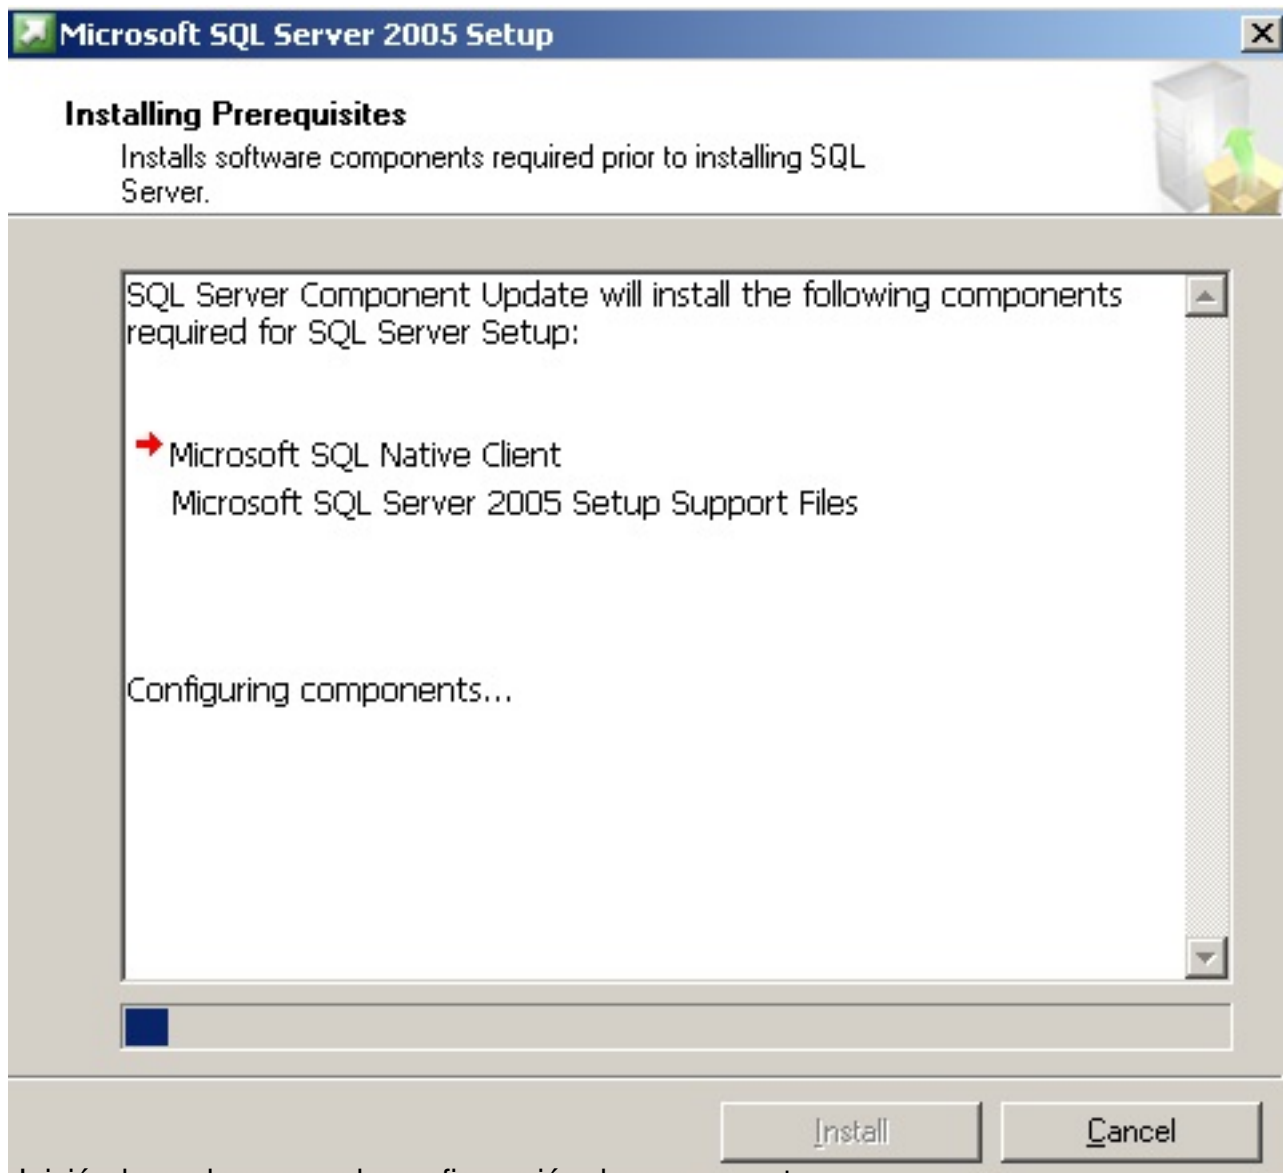 Microsoft SQL Server 2005 Setup
Installing Prerequisites
Installs software components required prior to installing SQL
Server.
SQL Server Component Update will install the following components
required for SQL Server Setup:
Microsoft SQL Native Client
Microsoft SQL Server 2005 Setup Support Files
Configuring components...
Install
Cancel